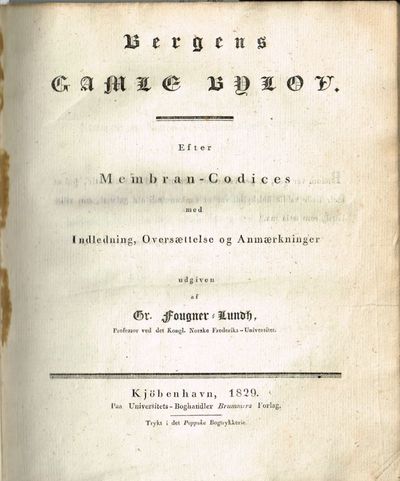 Bergens
GAMLE BYLOV.
Efter
Membran-Codices
med
Indledning, Oversættelse og Anmærkninger
udgiven
af
Gr. Fougner-Lundh,
Professor ved det Kongl. Norske Frederiks-Universitet.
Kjöbenhavn, 1829.
Paa Universitets-Boghandler Brummers Forlag,
Trykt i det Poppske Bogtrykkerie.